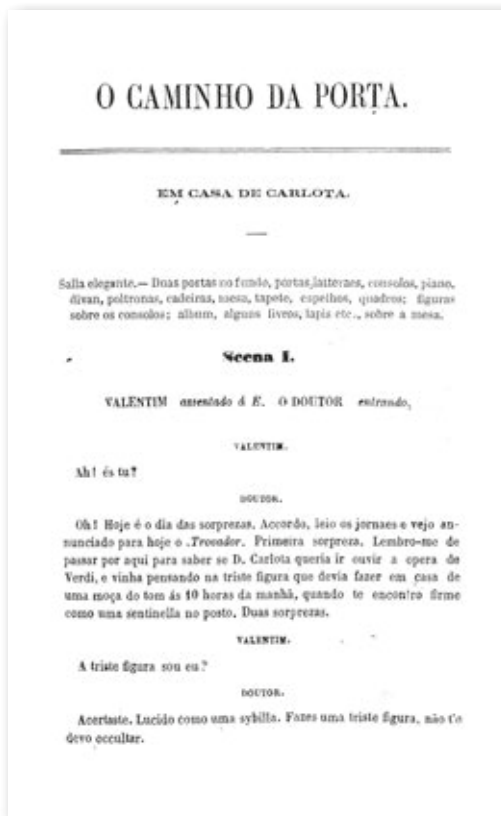 O CAMINHO DA PORTA.
EM CASA DE CARLOTA.
Salla elegante.— Duas portas no fundo, portas latteraes, consolos, piano,
divan, poltronas, cadeiras, mesa, tapete, espelhos, quadros; figuras
sobre os consolos; album, alguns livros, lapis etc., sobre a mesa.
Scena I.
VALENTIM assentado á E. O DOUTOR entrando,
VALENTIM.
Ah! és tu?
DOUTOR.
Oh! Hoje é o dia das sorprezas. Accordo, leio os jornaes e vejo an-
nunciado para hoje o Trovador. Primeira sorpreza. Lembro-me de
passar por aqui para saber se D. Carlota queria ir ouvir a opera de
Verdi, e vinha pensando na triste figura que devia fazer em casa de
uma moça do tom ás 10 horas da manhã, quando te encontro firme
como uma sentinella no posto. Duas sorprezas.
VALENTIM.
A triste figura sou eu?
DOUTOR.
Acertaste. Lucido como uma sybilla. Fazes uma triste figura, não t'o
devo occultar.